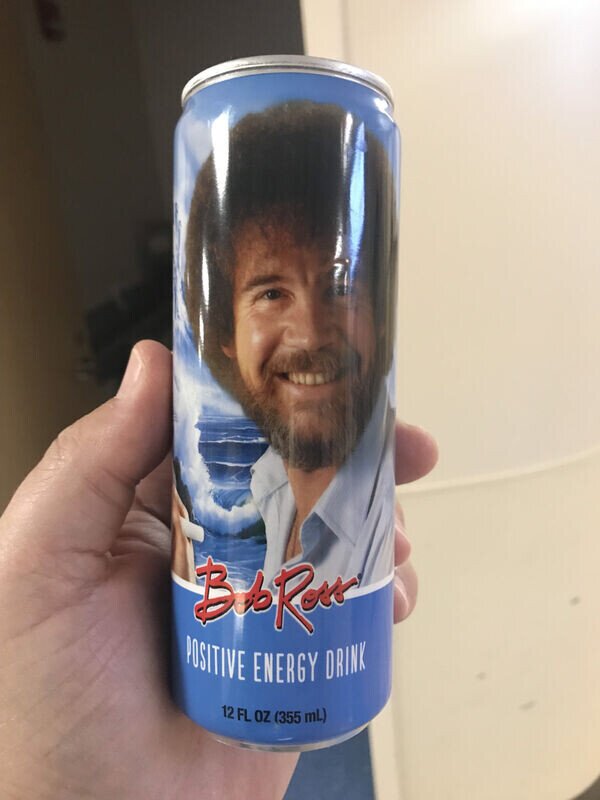 Bob Ross®
POSITIVE ENERGY DRINK
12 FL OZ (355 mL)